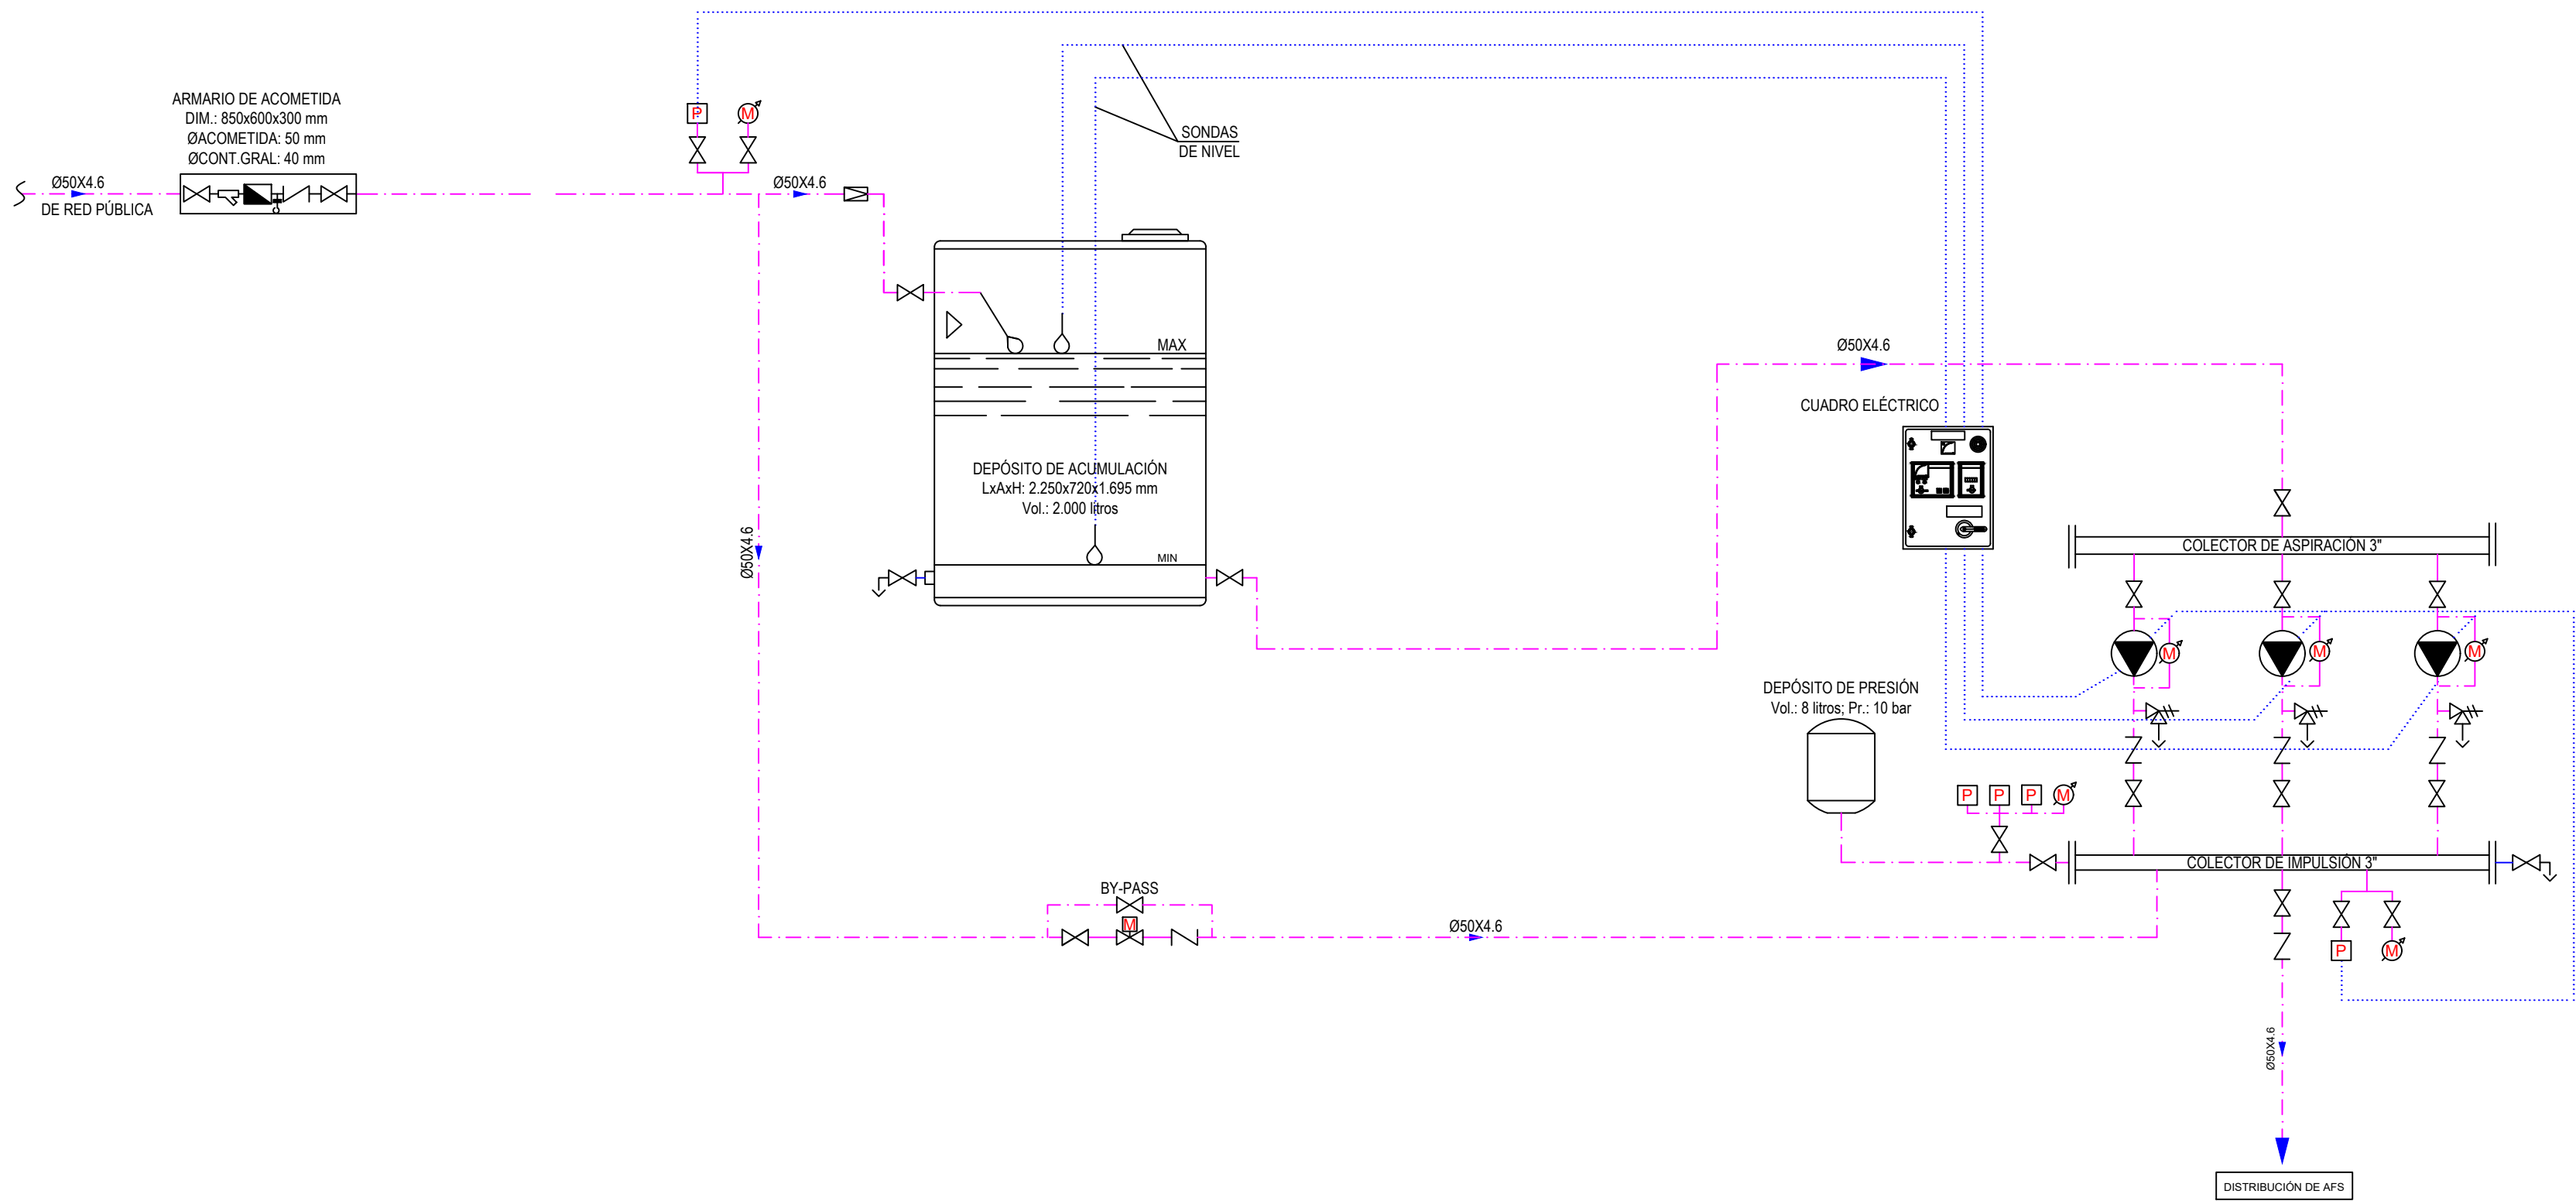 ARMARIO DE ACOMETIDA
DIM.: 850x600x300 mm
ØACOMETIDA: 50 mm
ØCONT.GRAL: 40 mm
Ø50X4.6
DE RED PÚBLICA
P
M
Ø50X4.6
SONDAS
DE NIVEL
MAX
DEPÓSITO DE ACUMULACIÓN
LxAxH: 2.250x720x1.695 mm
Vol.: 2.000 litros
MIN
Ø50X4.6
Ø50X4.6
CUADRO ELÉCTRICO
COLECTOR DE ASPIRACIÓN 3"
M
M
M
DEPÓSITO DE PRESIÓN
Vol.: 8 litros; Pr.: 10 bar
P
P
P
M
COLECTOR DE IMPULSIÓN 3"
BY-PASS
M
Ø50X4.6
P
M
Ø50X4.6
DISTRIBUCIÓN DE AFS